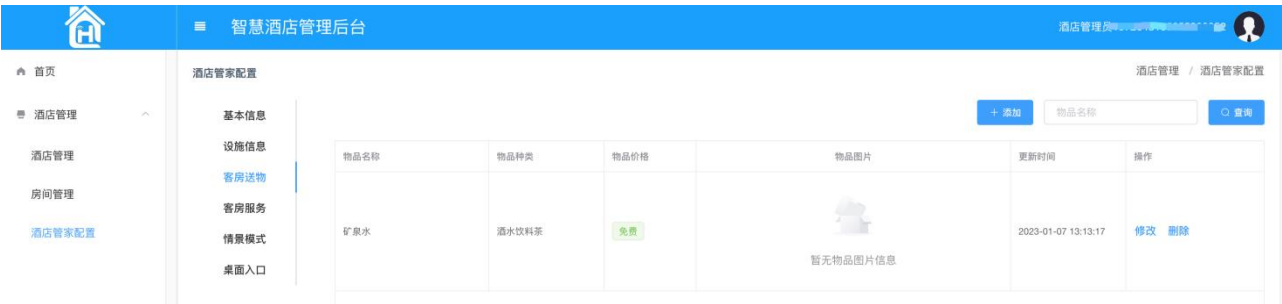 智慧酒店管理后台
酒店管理员
首页
酒店管理
酒店管理
房间管理
酒店管家配置
酒店管家配置
酒店管理 / 酒店管家配置
基本信息
设施信息
客房送物
客房服务
情景模式
桌面入口
+ 添加 物品名称 查询
物品名称 物品种类 物品价格 物品图片 更新时间 操作
矿泉水 酒水饮料茶 免费 暂无物品图片信息 2023-01-07 13:13:17 修改 删除